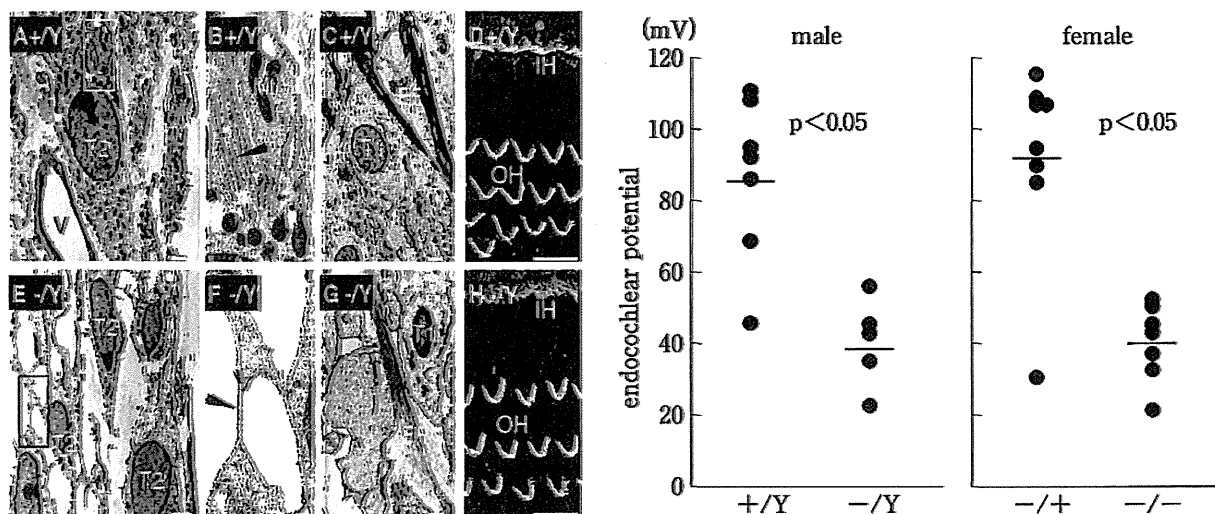 A+/Y B+/Y C+/Y D+/Y
IH
T2
T1
OH
V
E -/Y F -/Y G -/Y H -/Y
IH
T2
OH
T2
(mV)
male female
120
100
80
60
40
20
0
p<0.05 p<0.05
endocochlear potential
+/Y -/Y -/+ -/-